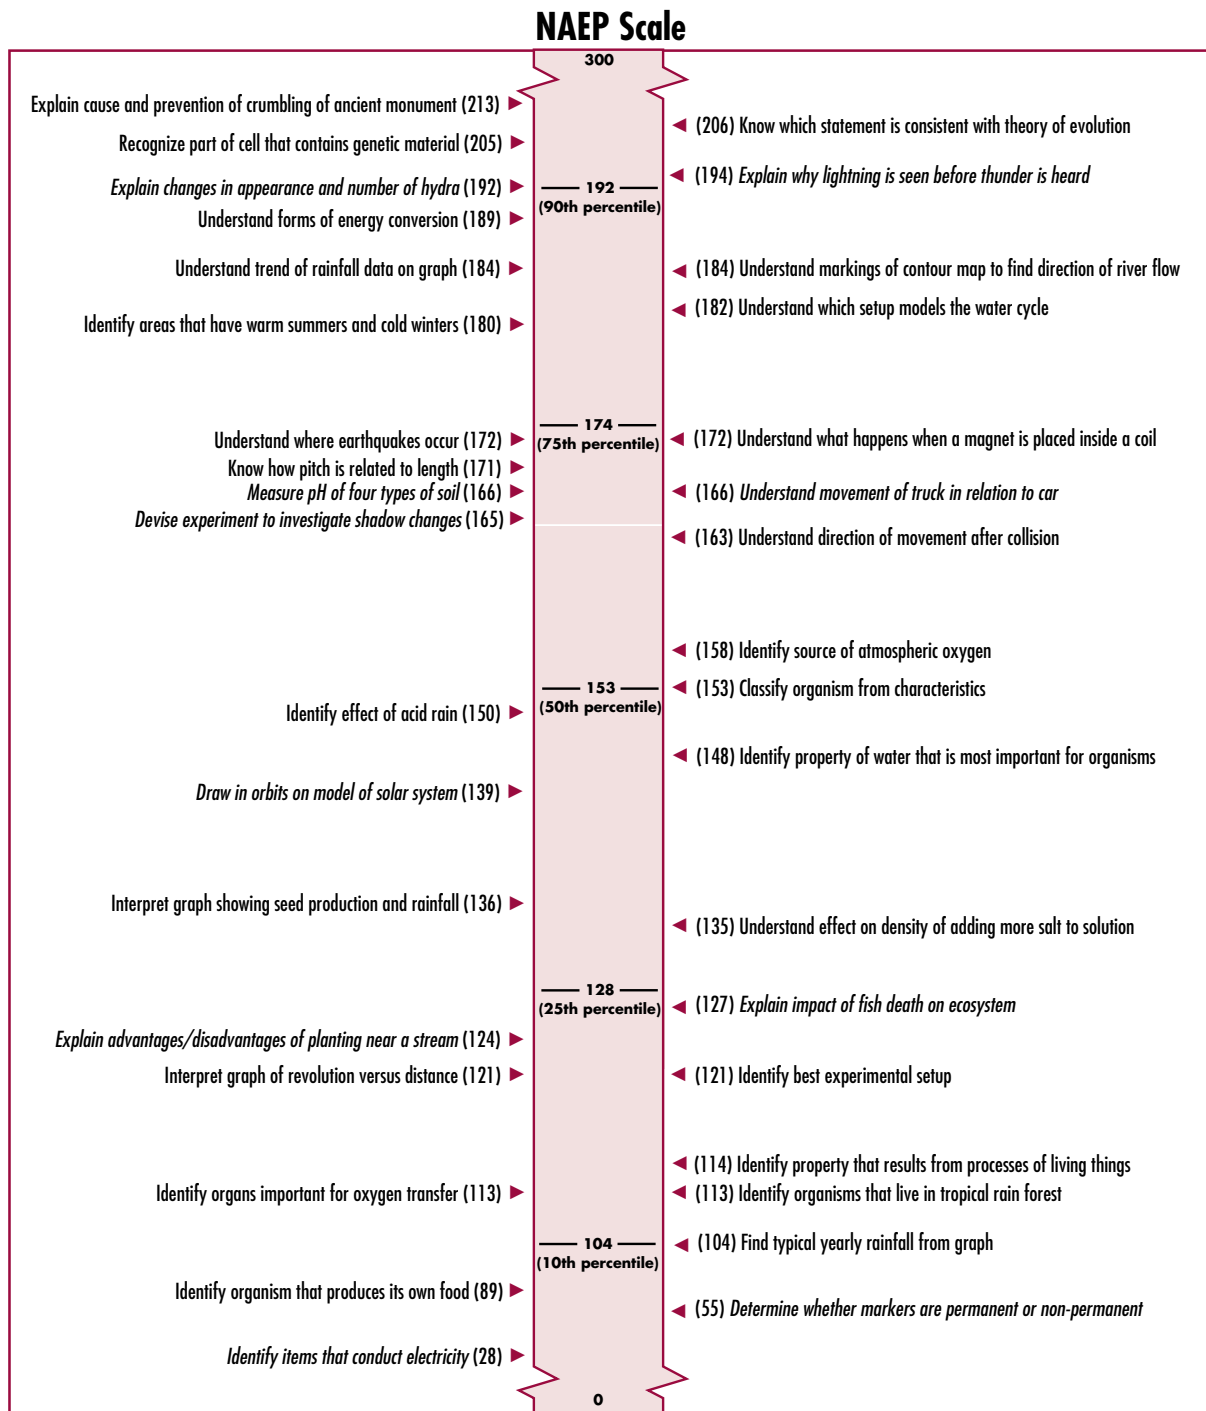 NAEP Scale
300
Explain cause and prevention of crumbling of ancient monument (213)
(206) Know which statement is consistent with theory of evolution
Recognize part of cell that contains genetic material (205)
(194) Explain why lightning is seen before thunder is heard
Explain changes in appearance and number of hydra (192)
192
(90th percentile)
Understand forms of energy conversion (189)
Understand trend of rainfall data on graph (184)
(184) Understand markings of contour map to find direction of river flow
(182) Understand which setup models the water cycle
Identify areas that have warm summers and cold winters (180)
174
(75th percentile)
Understand where earthquakes occur (172)
(172) Understand what happens when a magnet is placed inside a coil
Know how pitch is related to length (171)
Measure pH of four types of soil (166)
(166) Understand movement of truck in relation to car
Devise experiment to investigate shadow changes (165)
(163) Understand direction of movement after collision
(158) Identify source of atmospheric oxygen
153
(50th percentile)
(153) Classify organism from characteristics
Identify effect of acid rain (150)
(148) Identify property of water that is most important for organisms
Draw in orbits on model of solar system (139)
Interpret graph showing seed production and rainfall (136)
(135) Understand effect on density of adding more salt to solution
128
(25th percentile)
(127) Explain impact of fish death on ecosystem
Explain advantages/disadvantages of planting near a stream (124)
Interpret graph of revolution versus distance (121)
(121) Identify best experimental setup
(114) Identify property that results from processes of living things
Identify organs important for oxygen transfer (113)
(113) Identify organisms that live in tropical rain forest
104
(10th percentile)
(104) Find typical yearly rainfall from graph
Identify organism that produces its own food (89)
(55) Determine whether markers are permanent or non-permanent
Identify items that conduct electricity (28)
0